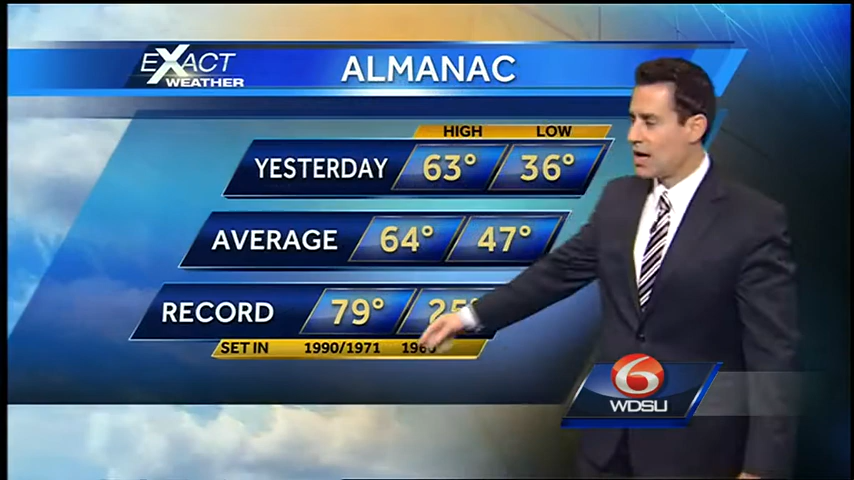 EXACT
WEATHER
ALMANAC
HIGH LOW
YESTERDAY 63° 36°
AVERAGE 64° 47°
RECORD 79° 25°
SET IN 1990/1971
6
WDSU